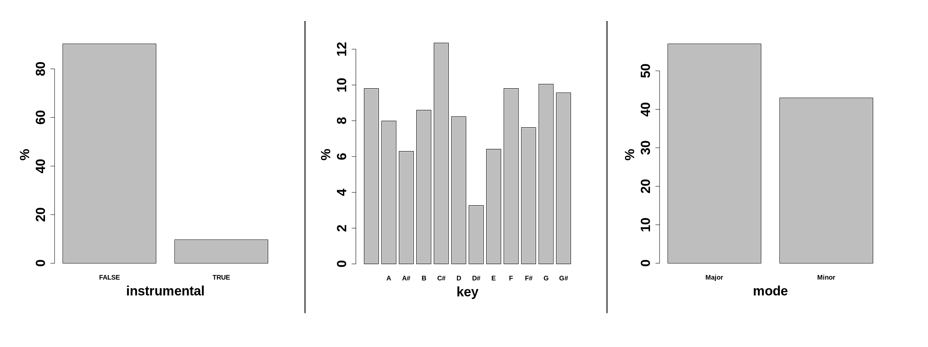 %
0 20 40 60 80
FALSE TRUE
instrumental
%
0 2 4 6 8 10 12
A A# B C# D D# E F F# G G#
key
%
0 10 20 30 40 50
Major Minor
mode